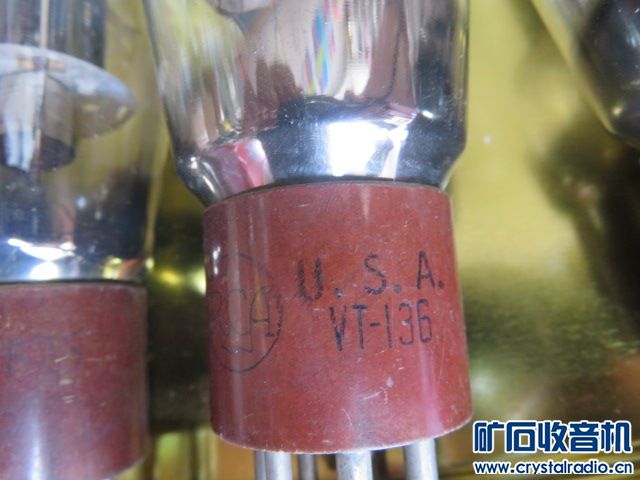 U.S.A.
RCA
VT-136
矿石收音机
www.crystalradio.cn